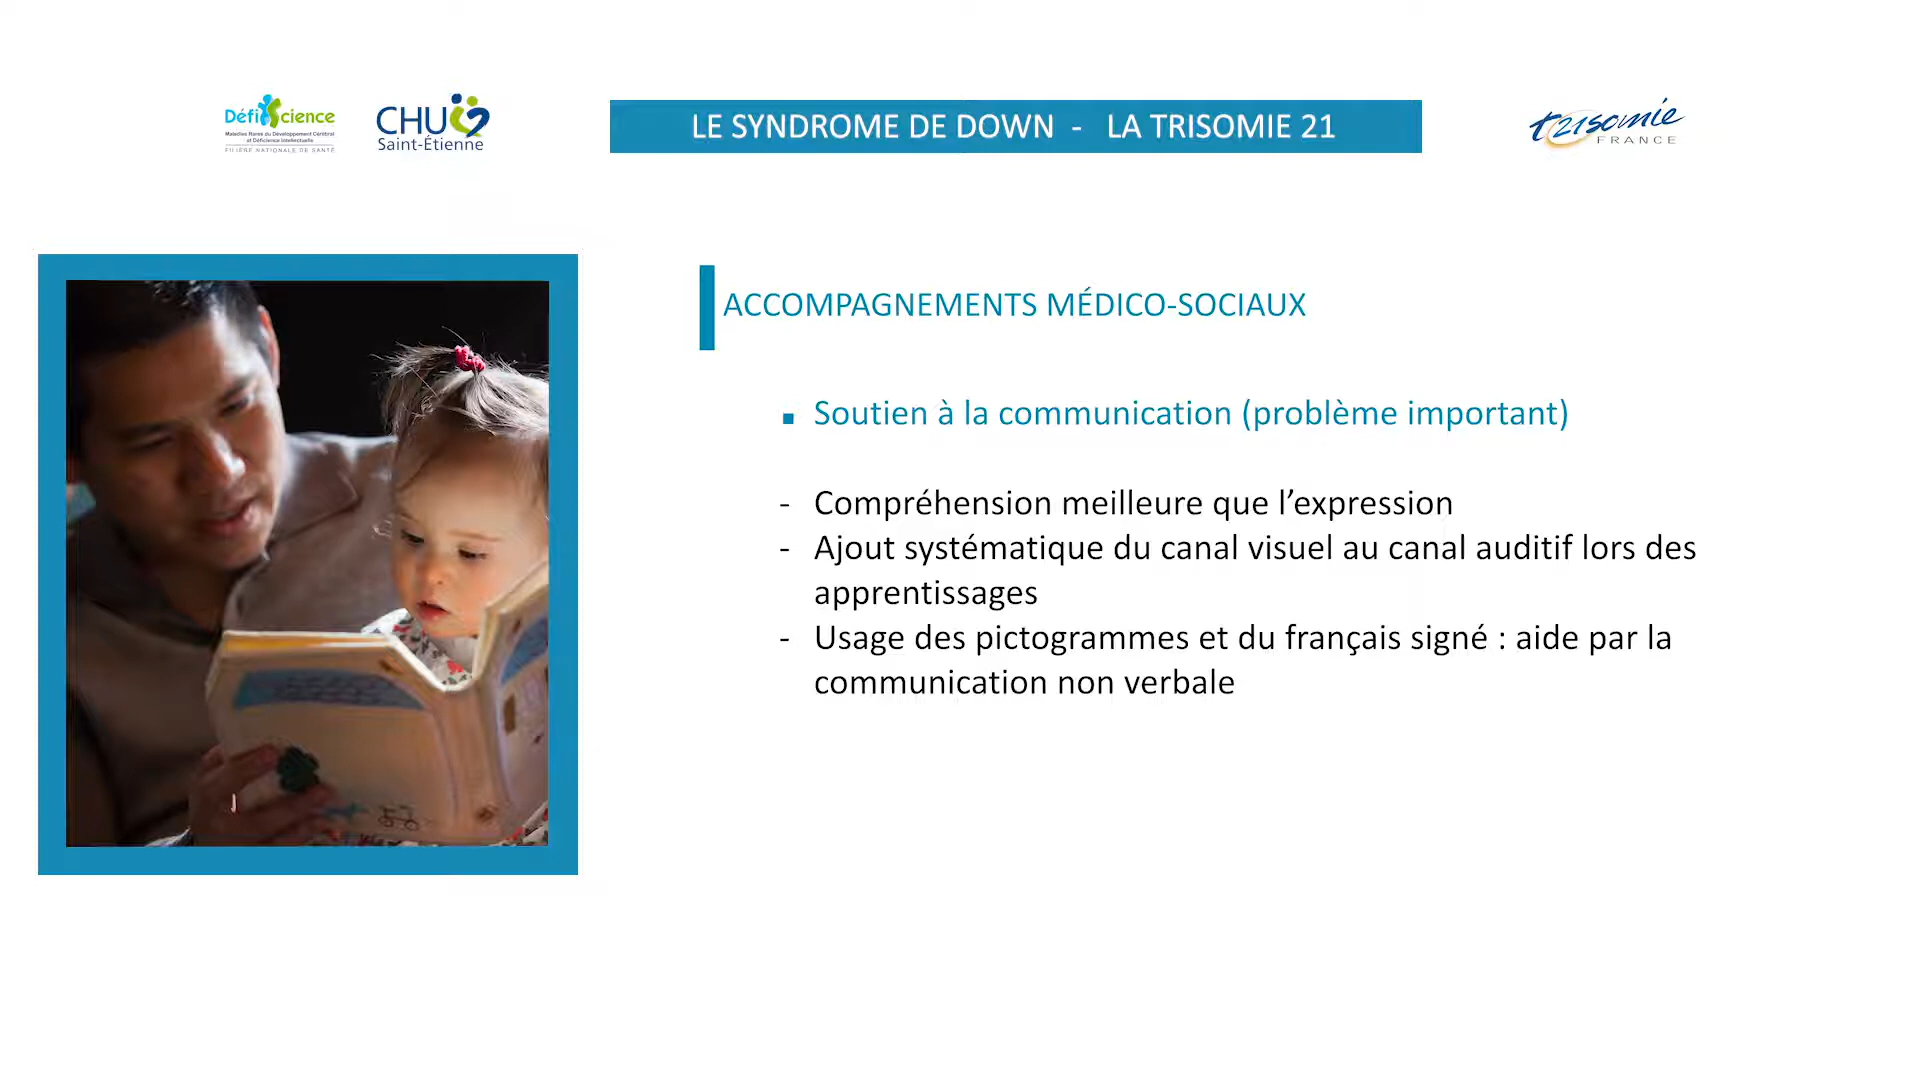 DéfiScience
Maladies Rares du Développement Cérébral
et Déficience Intellectuelle
FILIÈRE NATIONALE DE SANTÉ
CHU
Saint-Étienne
LE SYNDROME DE DOWN - LA TRISOMIE 21
t21somie
FRANCE
ACCOMPAGNEMENTS MÉDICO-SOCIAUX
▪ Soutien à la communication (problème important)
- Compréhension meilleure que l’expression
- Ajout systématique du canal visuel au canal auditif lors des
apprentissages
- Usage des pictogrammes et du français signé : aide par la
communication non verbale